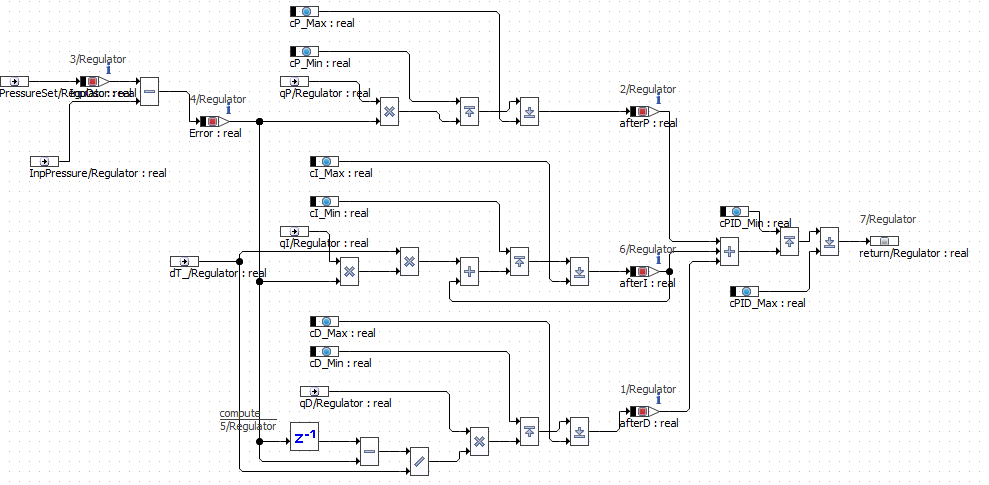 cP_Max : real
cP_Min : real
3/Regulator
i
PressureSet/Regulator : real
qP/Regulator : real
4/Regulator
i
Error : real
2/Regulator
i
afterP : real
InpPressure/Regulator : real
cI_Max : real
cI_Min : real
qI/Regulator : real
dT_/Regulator : real
6/Regulator
i
afterI : real
cPID_Min : real
7/Regulator
return/Regulator : real
cPID_Max : real
cD_Max : real
cD_Min : real
qD/Regulator : real
1/Regulator
i
afterD : real
compute
5/Regulator
z-1